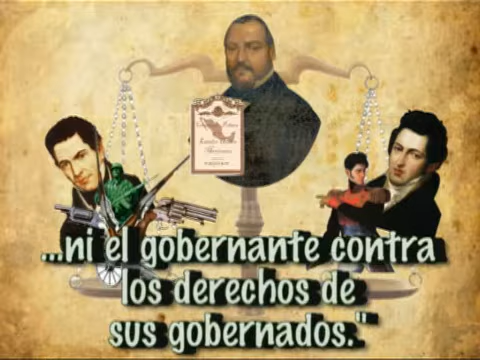 ...ni el gobernante contra
los derechos de
sus gobernados."